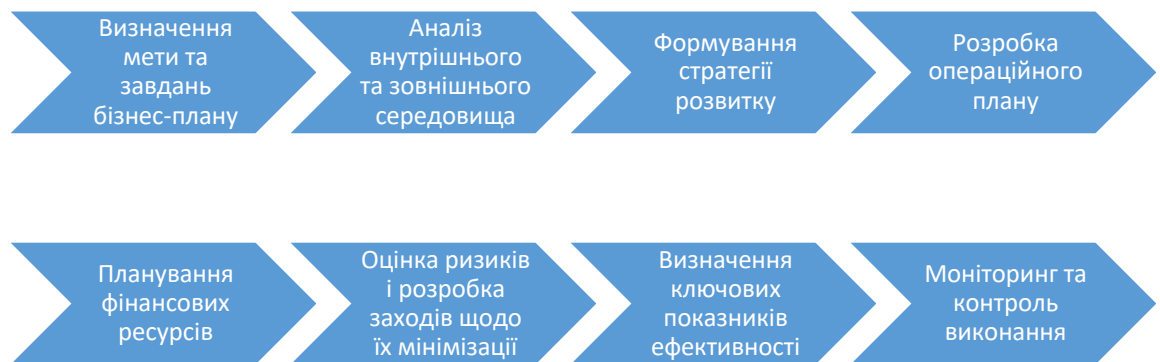 Визначення
мети та
завдань
бізнес-плану
Аналіз
внутрішнього
та зовнішнього
середовища
Формування
стратегії
розвитку
Розробка
операційного
плану
Планування
фінансових
ресурсів
Оцінка ризиків
і розробка
заходів щодо
їх мінімізації
Визначення
ключових
показників
ефективності
Моніторинг та
контроль
виконання